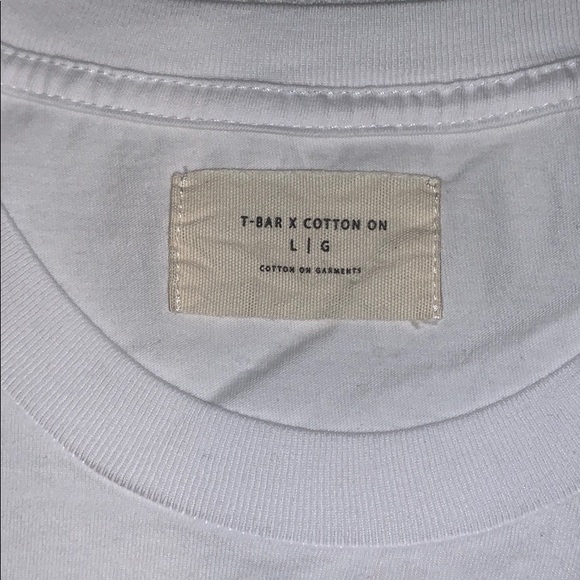 T-BAR X COTTON ON
L | G
COTTON ON GARMENTS